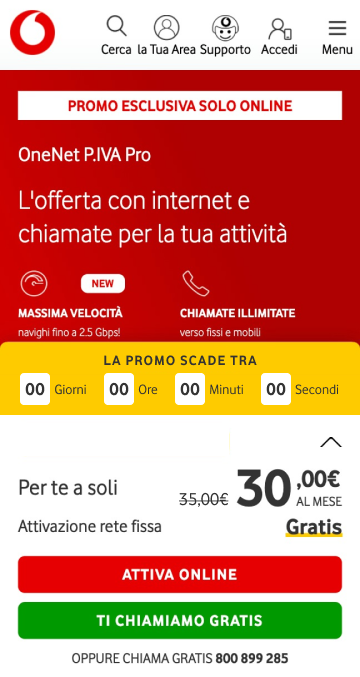 Cerca la Tua Area Supporto Accedi Menu
PROMO ESCLUSIVA SOLO ONLINE
OneNet P.IVA Pro
L'offerta con internet e
chiamate per la tua attività
NEW
MASSIMA VELOCITÀ
navighi fino a 2.5 Gbps!
CHIAMATE ILLIMITATE
verso fissi e mobili
LA PROMO SCADE TRA
00 Giorni 00 Ore 00 Minuti 00 Secondi
Per te a soli 35,00€ 30,00€
AL MESE
Attivazione rete fissa Gratis
ATTIVA ONLINE
TI CHIAMIAMO GRATIS
OPPURE CHIAMA GRATIS 800 899 285